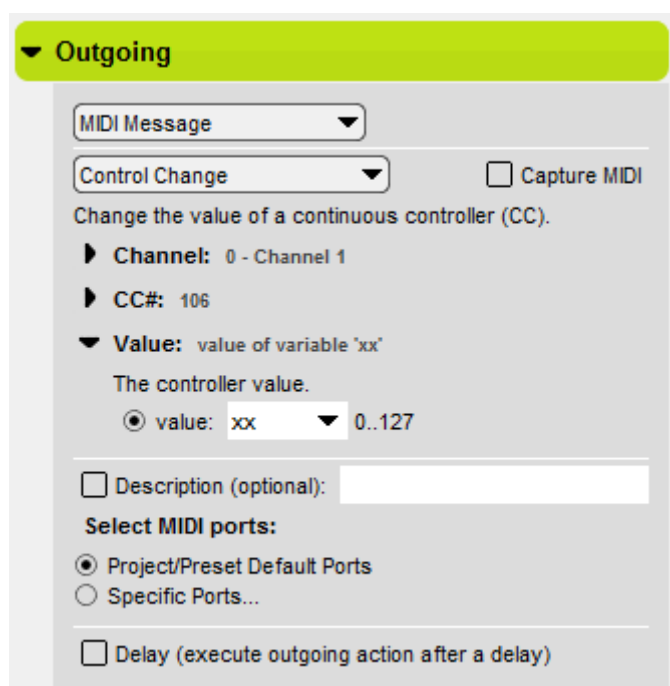 Outgoing
MIDI Message
Control Change Capture MIDI
Change the value of a continuous controller (CC).
Channel: 0 - Channel 1
CC#: 106
Value: value of variable 'xx'
The controller value.
value: xx 0..127
Description (optional):
Select MIDI ports:
Project/Preset Default Ports
Specific Ports...
Delay (execute outgoing action after a delay)